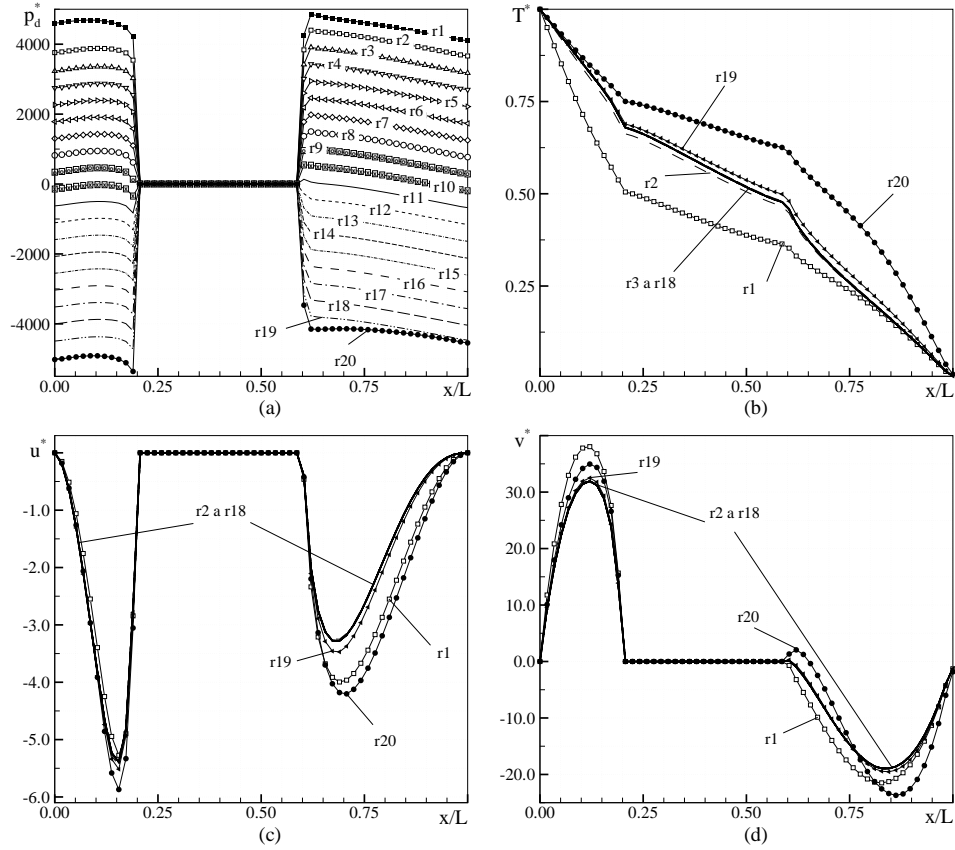 p_d^*
4000
2000
0
-2000
-4000
r1
r2
r3
r4
r5
r6
r7
r8
r9
r10
r11
r12
r13
r14
r15
r16
r17
r18
r19
r20
0.00 0.25 0.50 0.75 x/L
(a)
T^*
0.75
0.50
0.25
r19
r20
r2
r3 a r18
r1
0.00 0.25 0.50 0.75 x/L
(b)
u^*
-1.0
-2.0
-3.0
-4.0
-5.0
-6.0
r2 a r18
r19
r1
r20
0.00 0.25 0.50 0.75 x/L
(c)
v^*
30.0
20.0
10.0
0.0
-10.0
-20.0
r19
r2 a r18
r20
r1
0.00 0.25 0.50 0.75 x/L
(d)